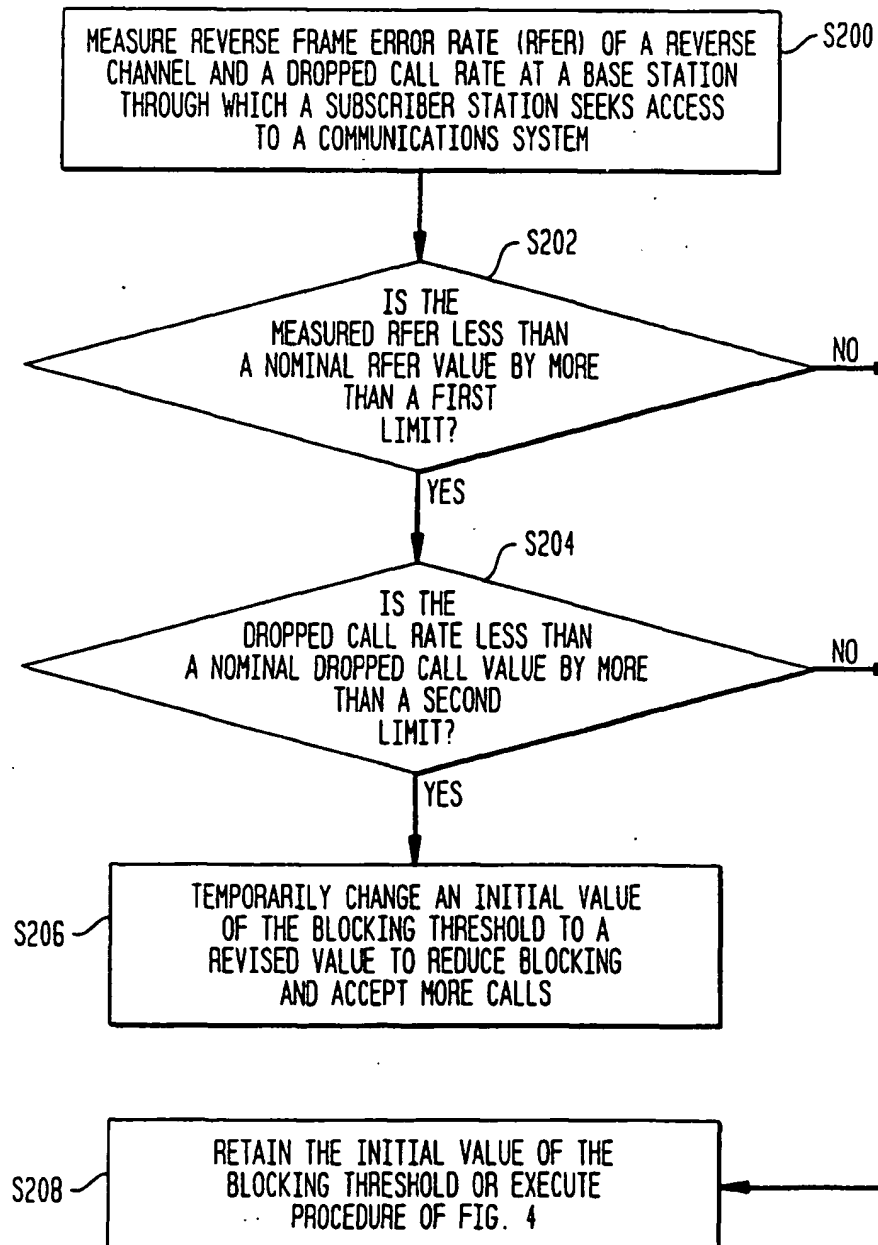 MEASURE REVERSE FRAME ERROR RATE (RFER) OF A REVERSE
CHANNEL AND A DROPPED CALL RATE AT A BASE STATION
THROUGH WHICH A SUBSCRIBER STATION SEEKS ACCESS
TO A COMMUNICATIONS SYSTEM
S200
S202
IS THE
MEASURED RFER LESS THAN
A NOMINAL RFER VALUE BY MORE
THAN A FIRST
LIMIT?
NO
YES
S204
IS THE
DROPPED CALL RATE LESS THAN
A NOMINAL DROPPED CALL VALUE BY MORE
THAN A SECOND
LIMIT?
NO
YES
S206
TEMPORARILY CHANGE AN INITIAL VALUE
OF THE BLOCKING THRESHOLD TO A
REVISED VALUE TO REDUCE BLOCKING
AND ACCEPT MORE CALLS
S208
RETAIN THE INITIAL VALUE OF THE
BLOCKING THRESHOLD OR EXECUTE
PROCEDURE OF FIG. 4